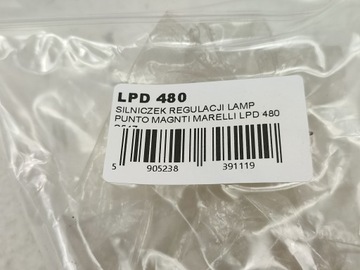 LPD 480
SILNICZEK REGULACJI LAMP
PUNTO MAGNTI MARELLI LPD 480
5 905238 391119